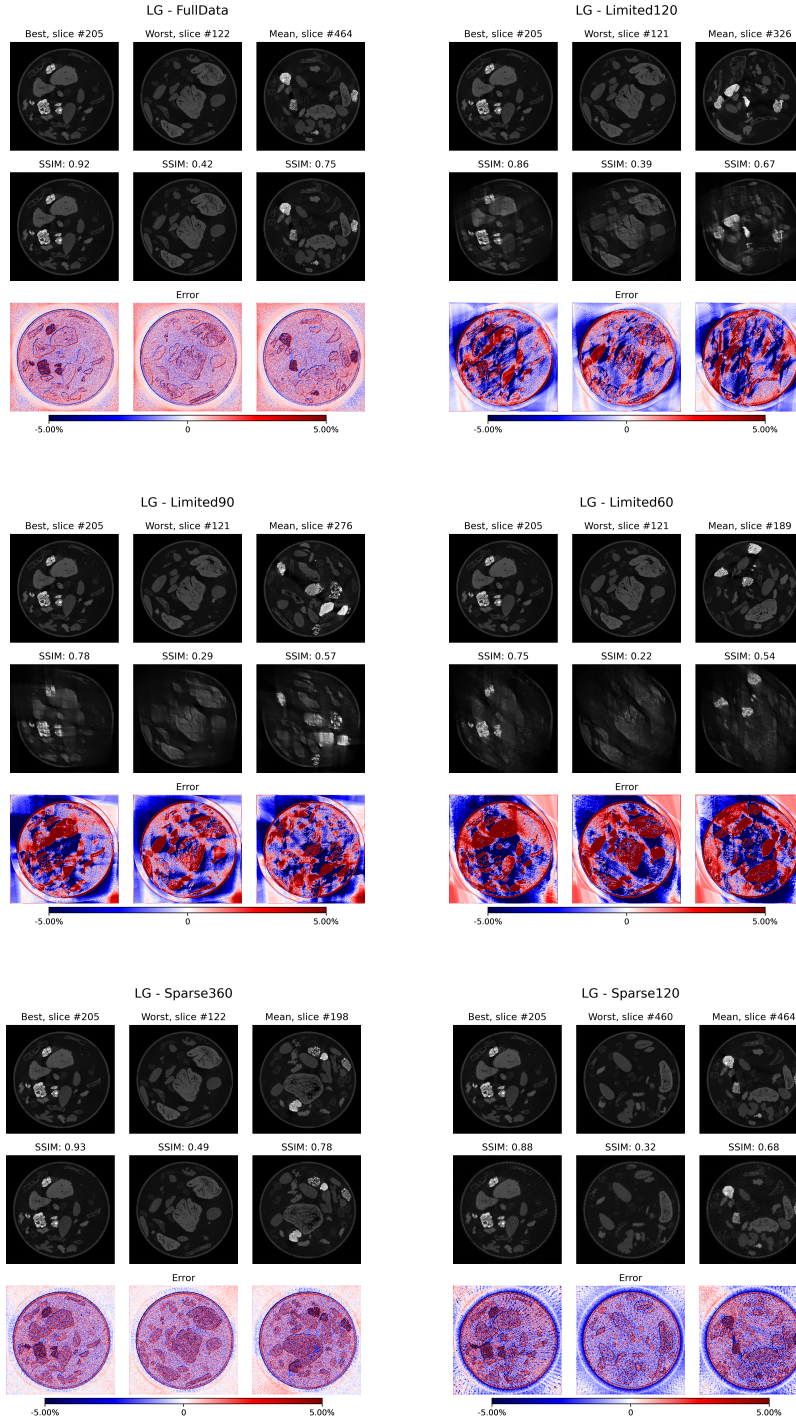 LG - FullData
Best, slice #205 Worst, slice #122 Mean, slice #464
SSIM: 0.92 SSIM: 0.42 SSIM: 0.75
Error
-5.00% 0 5.00%
LG - Limited120
Best, slice #205 Worst, slice #121 Mean, slice #326
SSIM: 0.86 SSIM: 0.39 SSIM: 0.67
Error
-5.00% 0 5.00%
LG - Limited90
Best, slice #205 Worst, slice #121 Mean, slice #276
SSIM: 0.78 SSIM: 0.29 SSIM: 0.57
Error
-5.00% 0 5.00%
LG - Limited60
Best, slice #205 Worst, slice #121 Mean, slice #189
SSIM: 0.75 SSIM: 0.22 SSIM: 0.54
Error
-5.00% 0 5.00%
LG - Sparse360
Best, slice #205 Worst, slice #122 Mean, slice #198
SSIM: 0.93 SSIM: 0.49 SSIM: 0.78
Error
-5.00% 0 5.00%
LG - Sparse120
Best, slice #205 Worst, slice #460 Mean, slice #464
SSIM: 0.88 SSIM: 0.32 SSIM: 0.68
Error
-5.00% 0 5.00%